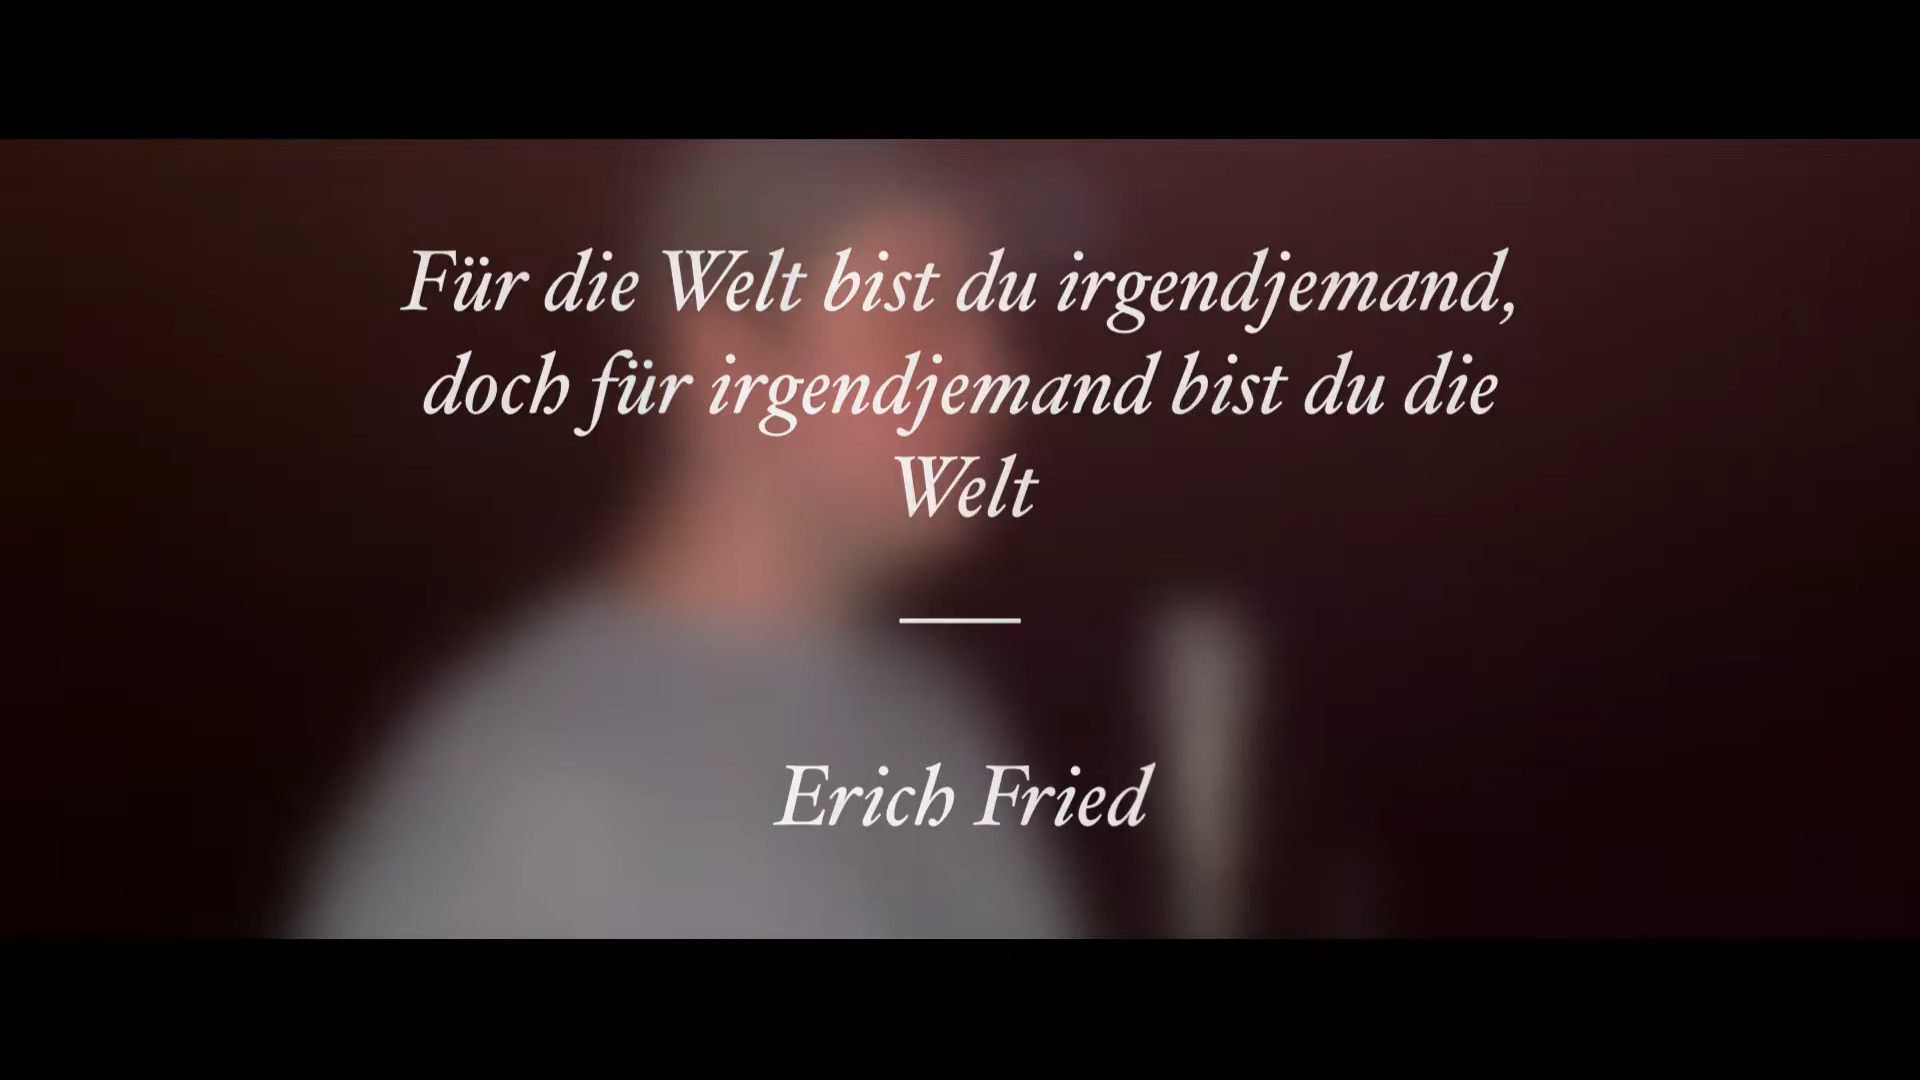 Für die Welt bist du irgendjemand,
doch für irgendjemand bist du die
Welt
Erich Fried